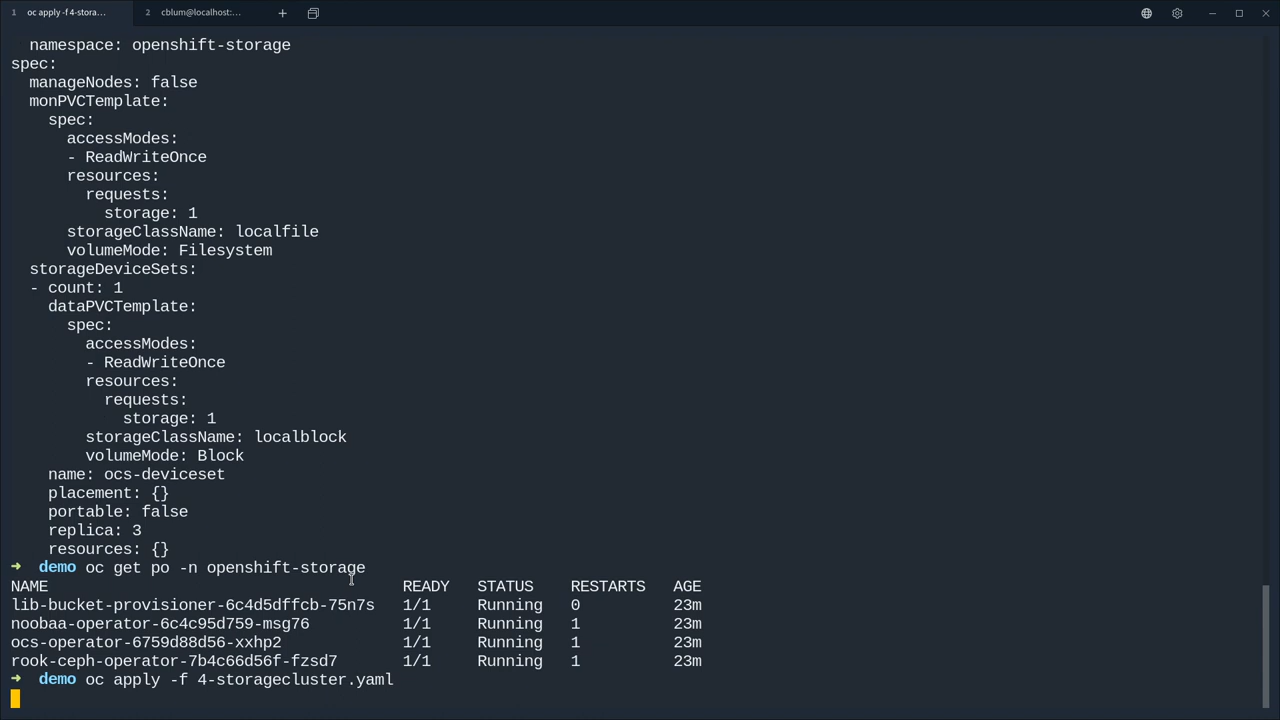 1 oc apply -f 4-stora... 2 cblum@localhost:...
namespace: openshift-storage
spec:
  manageNodes: false
  monPVCTemplate:
    spec:
      accessModes:
      - ReadWriteOnce
      resources:
        requests:
          storage: 1
      storageClassName: localfile
      volumeMode: Filesystem
  storageDeviceSets:
  - count: 1
    dataPVCTemplate:
      spec:
        accessModes:
        - ReadWriteOnce
        resources:
          requests:
            storage: 1
        storageClassName: localblock
        volumeMode: Block
    name: ocs-deviceset
    placement: {}
    portable: false
    replica: 3
    resources: {}
➜ demo oc get po -n openshift-storage
NAME READY STATUS RESTARTS AGE
lib-bucket-provisioner-6c4d5dffcb-75n7s 1/1 Running 0 23m
noobaa-operator-6c4c95d759-msg76 1/1 Running 1 23m
ocs-operator-6759d88d56-xxhp2 1/1 Running 1 23m
rook-ceph-operator-7b4c66d56f-fzsd7 1/1 Running 1 23m
➜ demo oc apply -f 4-storagecluster.yaml